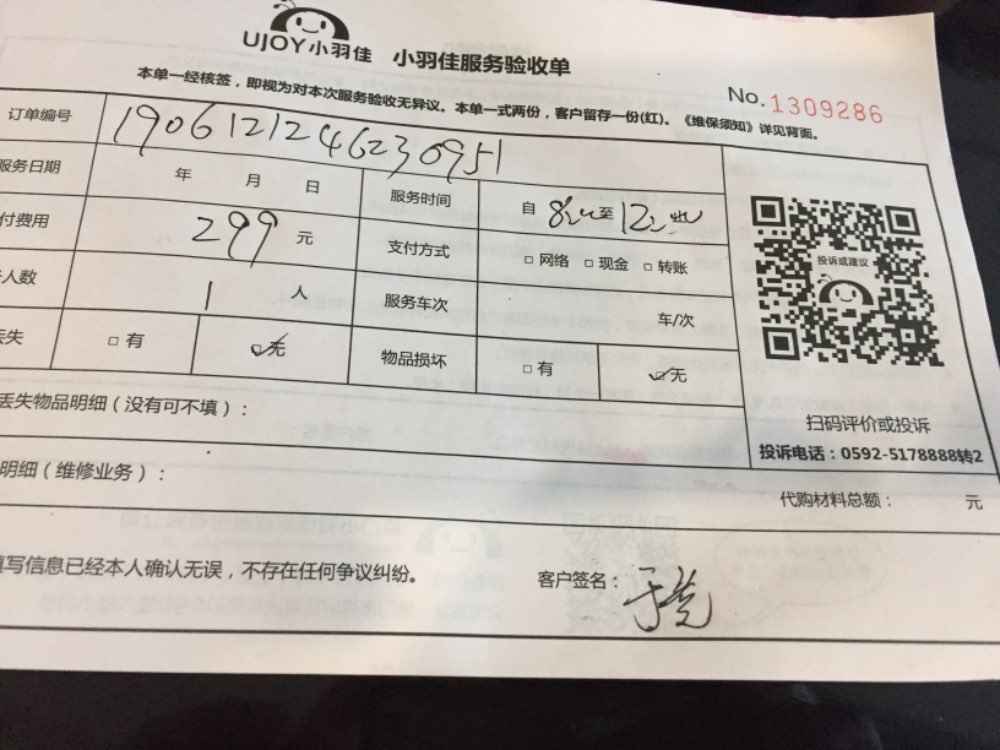 UJOY小羽佳 小羽佳服务验收单
本单一经核签，即视为对本次服务验收无异议。本单一式两份，客户留存一份(红)。《维保须知》详见背面。
No.1309286
订单编号 1906121246230951
服务日期 年 月 日 服务时间 自 8 至 12
付费用 299 元 支付方式 □ 网络 □ 现金 □ 转账
人数 1 人 服务车次 车/次
丢失 □ 有 ☑ 无 物品损坏 □ 有 ☑ 无
投诉或建议
扫码评价或投诉
投诉电话：0592-5178888转2
丢失物品明细（没有可不填）：
明细（维修业务）：
代购材料总额： 元
填写信息已经本人确认无误，不存在任何争议纠纷。 客户签名：